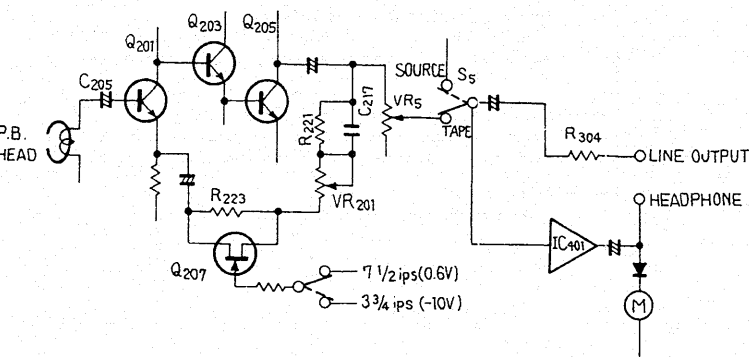 Q201
Q203
Q205
C205
P.B.
HEAD
R221
C217
VR5
SOURCE
S5
TAPE
R304
LINE OUTPUT
HEADPHONE
R223
VR201
IC401
Q207
7 1/2 ips (0.6V)
3 3/4 ips (-10V)
M